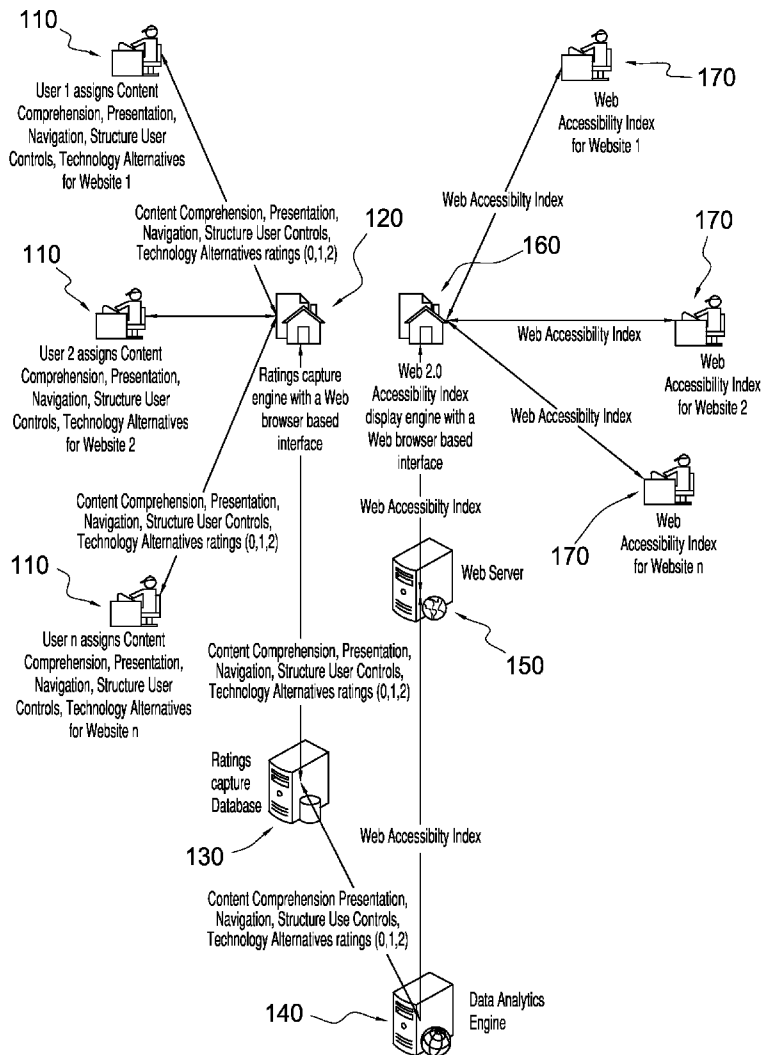 110
User 1 assigns Content
Comprehension, Presentation,
Navigation, Structure User
Controls, Technology Alternatives
for Website 1
170
Web
Accessibility Index
for Website 1
Content Comprehension, Presentation,
Navigation, Structure User Controls,
Technology Alternatives ratings (0,1,2)
Web Accessibilty Index
120
160
110
User 2 assigns Content
Comprehension, Presentation,
Navigation, Structure User
Controls, Technology Alternatives
for Website 2
Ratings capture
engine with a Web
browser based
interface
Web 2.0
Accessibility Index
display engine with a
Web browser based
interface
170
Web Accessibility Index
Web
Accessibility Index
for Website 2
Web Accessibility Index
170
Web
Accessibility Index
for Website n
Content Comprehension, Presentation,
Navigation, Structure User Controls,
Technology Alternatives ratings (0,1,2)
Web Accessibility Index
110
User n assigns Content
Comprehension, Presentation,
Navigation, Structure User
Controls, Technology Alternatives
for Website n
Web Server
150
Content Comprehension, Presentation,
Navigation, Structure User Controls,
Technology Alternatives ratings (0,1,2)
Ratings
capture
Database
130
Web Accessibilty Index
Content Comprehension Presentation,
Navigation, Structure Use Controls,
Technology Alternatives ratings (0,1,2)
140
Data Analytics
Engine